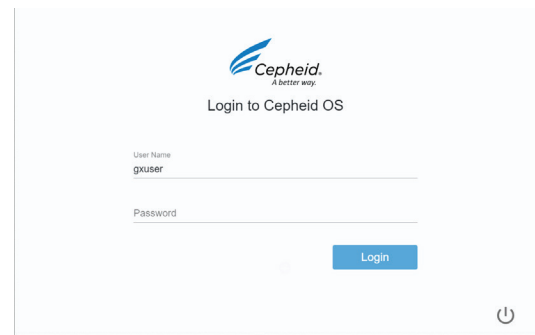 Cepheid.
A better way.
Login to Cepheid OS
User Name
gxuser
Password
Login